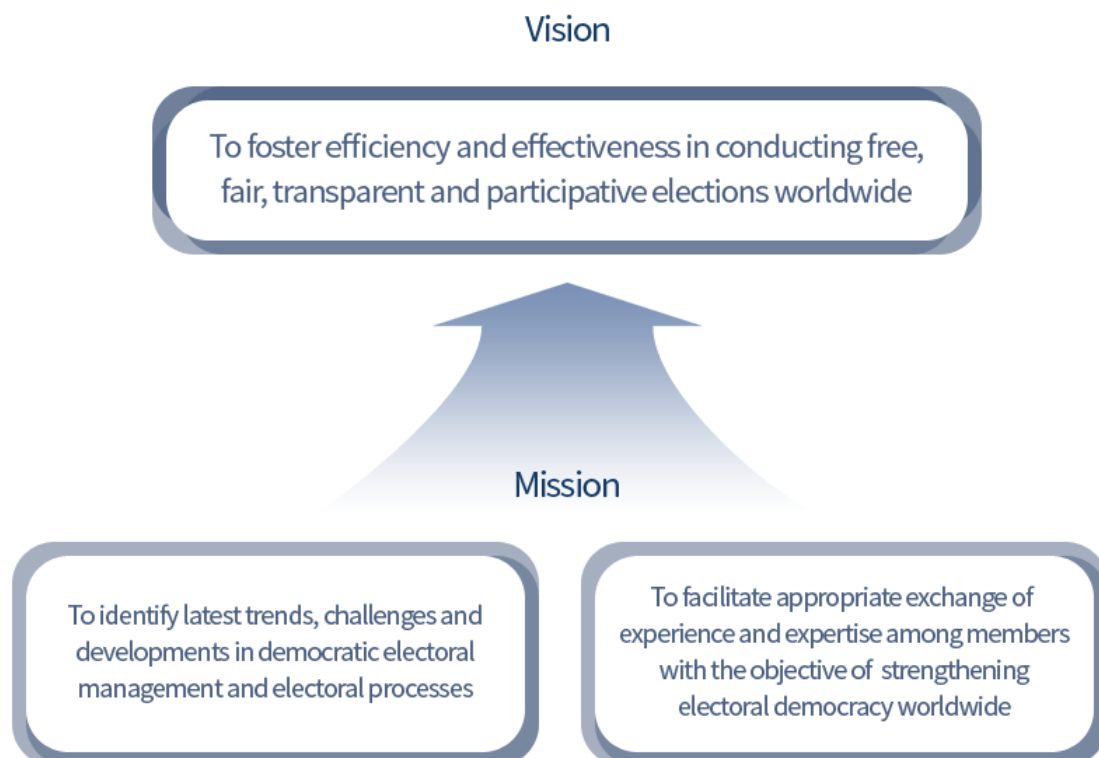 Vision
To foster efficiency and effectiveness in conducting free,
fair, transparent and participative elections worldwide
Mission
To identify latest trends, challenges and
developments in democratic electoral
management and electoral processes
To facilitate appropriate exchange of
experience and expertise among members
with the objective of strengthening
electoral democracy worldwide